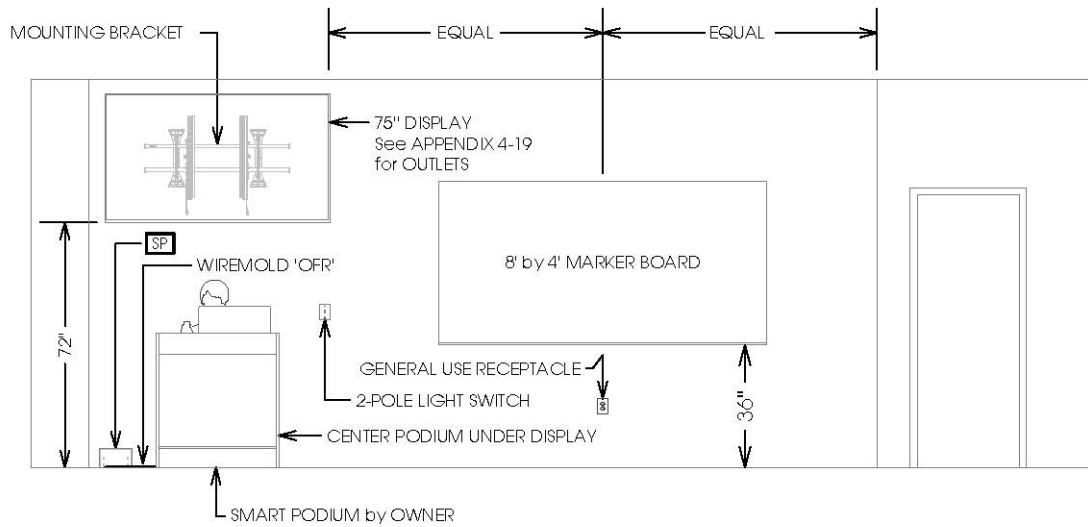 MOUNTING BRACKET
EQUAL
EQUAL
75" DISPLAY
See APPENDIX 4-19
for OUTLETS
SP
WIREMOLD 'OFR'
8' by 4' MARKER BOARD
72"
GENERAL USE RECEPTACLE
2-POLE LIGHT SWITCH
36"
CENTER PODIUM UNDER DISPLAY
SMART PODIUM by OWNER